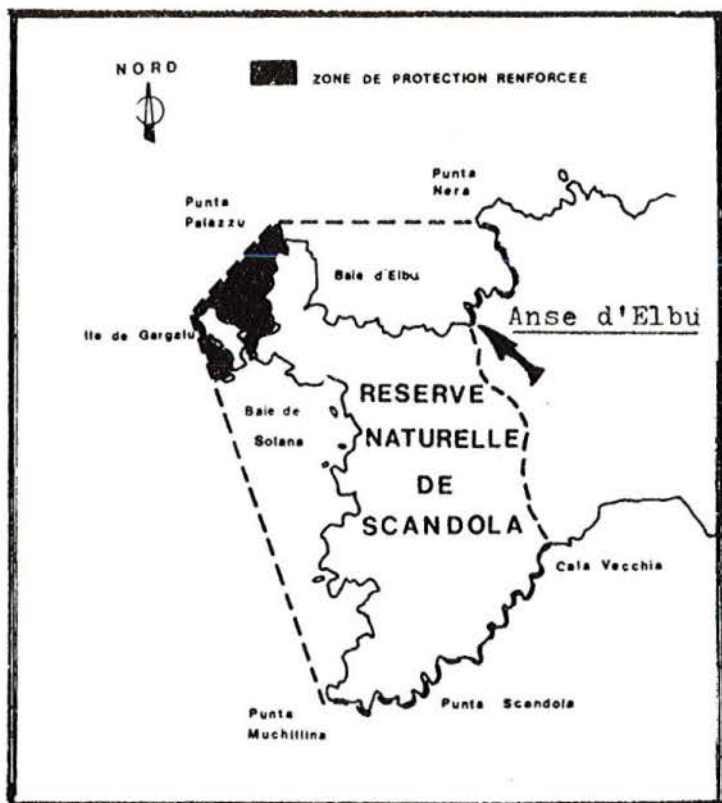 NORD
ZONE DE PROTECTION RENFORCEE
Punta
Nera
Punta
Palazzu
Baie d'Elbu
Anse d'Elbu
Ile de Gargalu
RESERVE
NATURELLE
DE
SCANDOLA
Baie de
Solana
Cala Vecchia
Punta Scandola
Punta
Muchillina